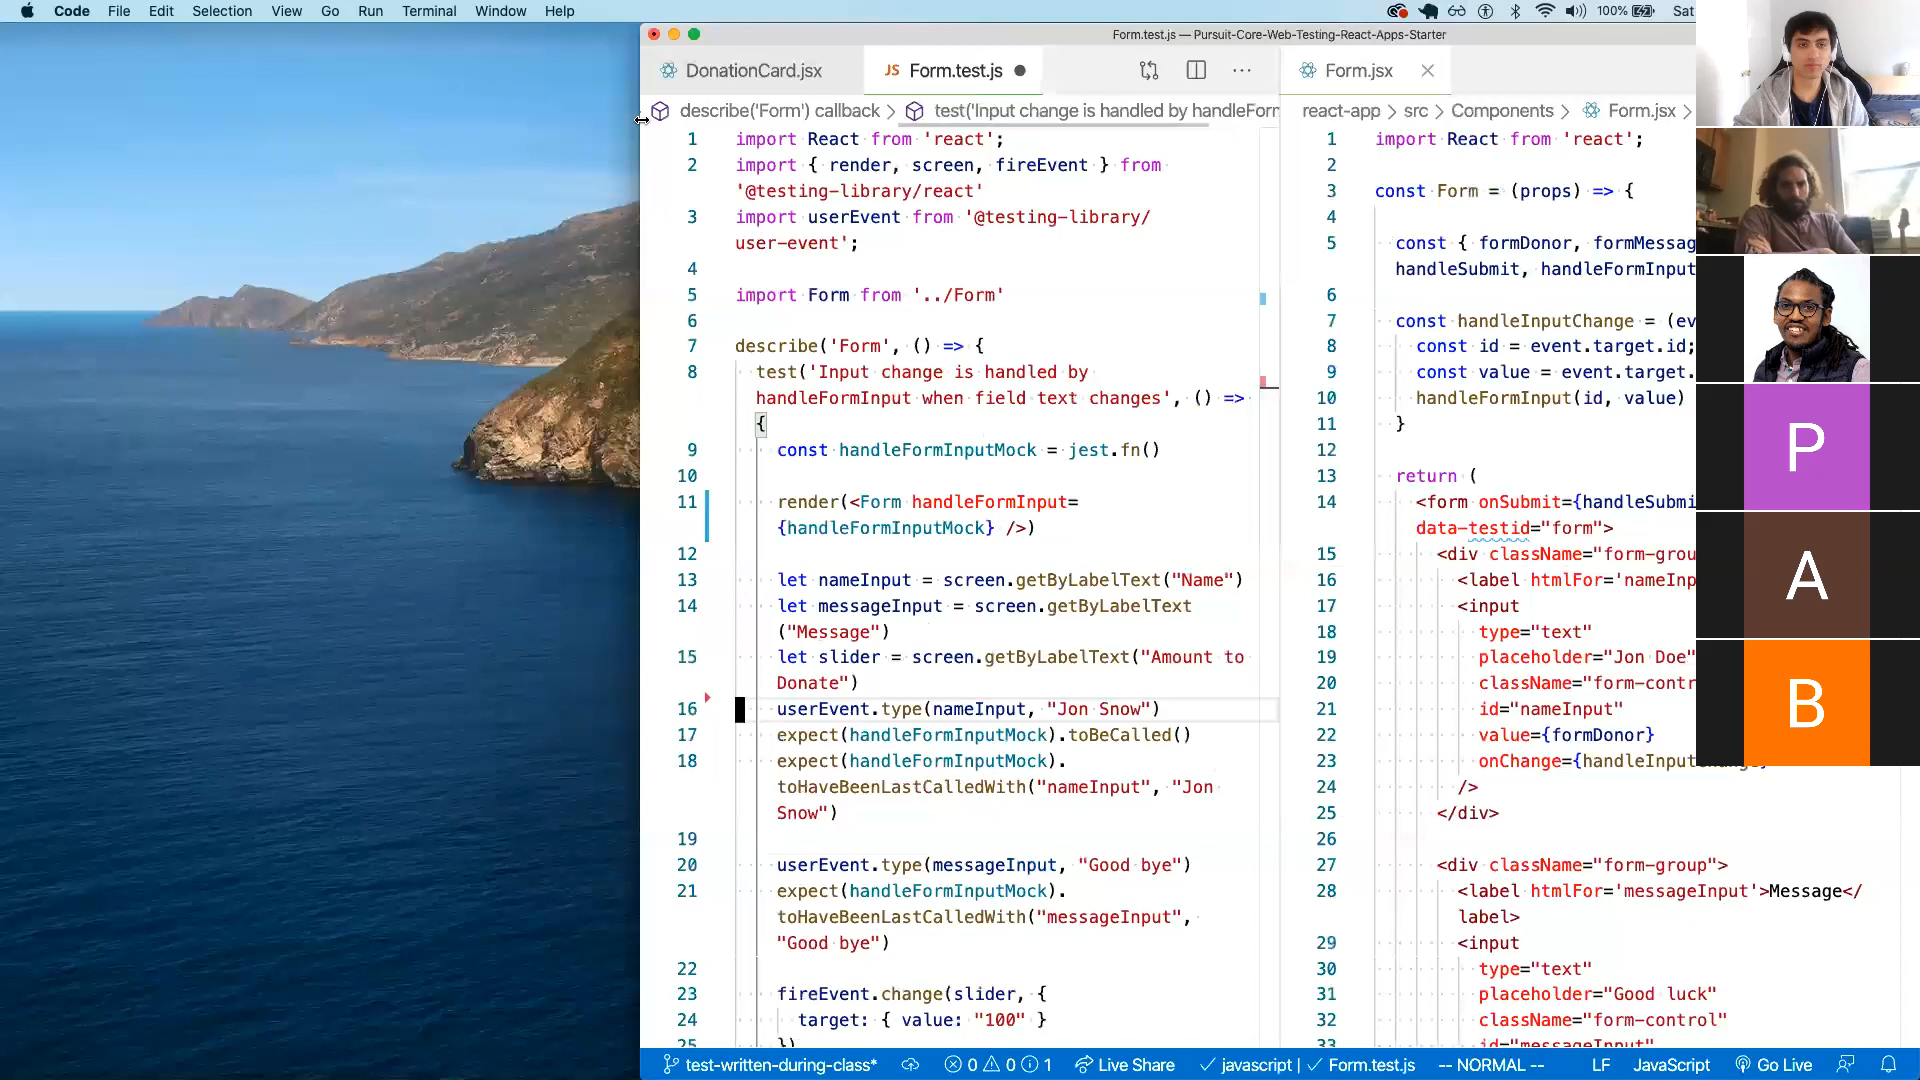 Code File Edit Selection View Go Run Terminal Window Help 100% Sat
Form.test.js — Pursuit-Core-Web-Testing-React-Apps-Starter
DonationCard.jsx JS Form.test.js Form.jsx
describe('Form') callback > test('Input change is handled by handleForm
react-app > src > Components > Form.jsx >
1 import React from 'react';
2 import { render, screen, fireEvent } from
'@testing-library/react'
3 import userEvent from '@testing-library/
user-event';
4
5 import Form from '../Form'
6
7 describe('Form', () => {
8 test('Input change is handled by
handleFormInput when field text changes', () =>
{
9 const handleFormInputMock = jest.fn()
10
11 render(<Form handleFormInput=
{handleFormInputMock} />)
12
13 let nameInput = screen.getByLabelText("Name")
14 let messageInput = screen.getByLabelText
("Message")
15 let slider = screen.getByLabelText("Amount to
Donate")
16 userEvent.type(nameInput, "Jon Snow")
17 expect(handleFormInputMock).toBeCalled()
18 expect(handleFormInputMock).
toHaveBeenLastCalledWith("nameInput", "Jon
Snow")
19
20 userEvent.type(messageInput, "Good bye")
21 expect(handleFormInputMock).
toHaveBeenLastCalledWith("messageInput",
"Good bye")
22
23 fireEvent.change(slider, {
24 target: { value: "100" }
25 })
1 import React from 'react';
2
3 const Form = (props) => {
4
5 const { formDonor, formMessag
handleSubmit, handleFormInput
6
7 const handleInputChange = (ev
8 const id = event.target.id;
9 const value = event.target.
10 handleFormInput(id, value)
11 }
12
13 return (
14 <form onSubmit={handleSubmi
data-testid="form">
15 <div className="form-grou
16 <label htmlFor='nameInp
17 <input
18 type="text"
19 placeholder="Jon Doe"
20 className="form-contr
21 id="nameInput"
22 value={formDonor}
23 onChange={handleInputChange}
24 />
25 </div>
26
27 <div className="form-group">
28 <label htmlFor='messageInput'>Message</
label>
29 <input
30 type="text"
31 placeholder="Good luck"
32 className="form-control"
33 id="messageInput"
P
A
B
test-written-during-class* 0 0 1 Live Share javascript | Form.test.js -- NORMAL -- LF JavaScript Go Live